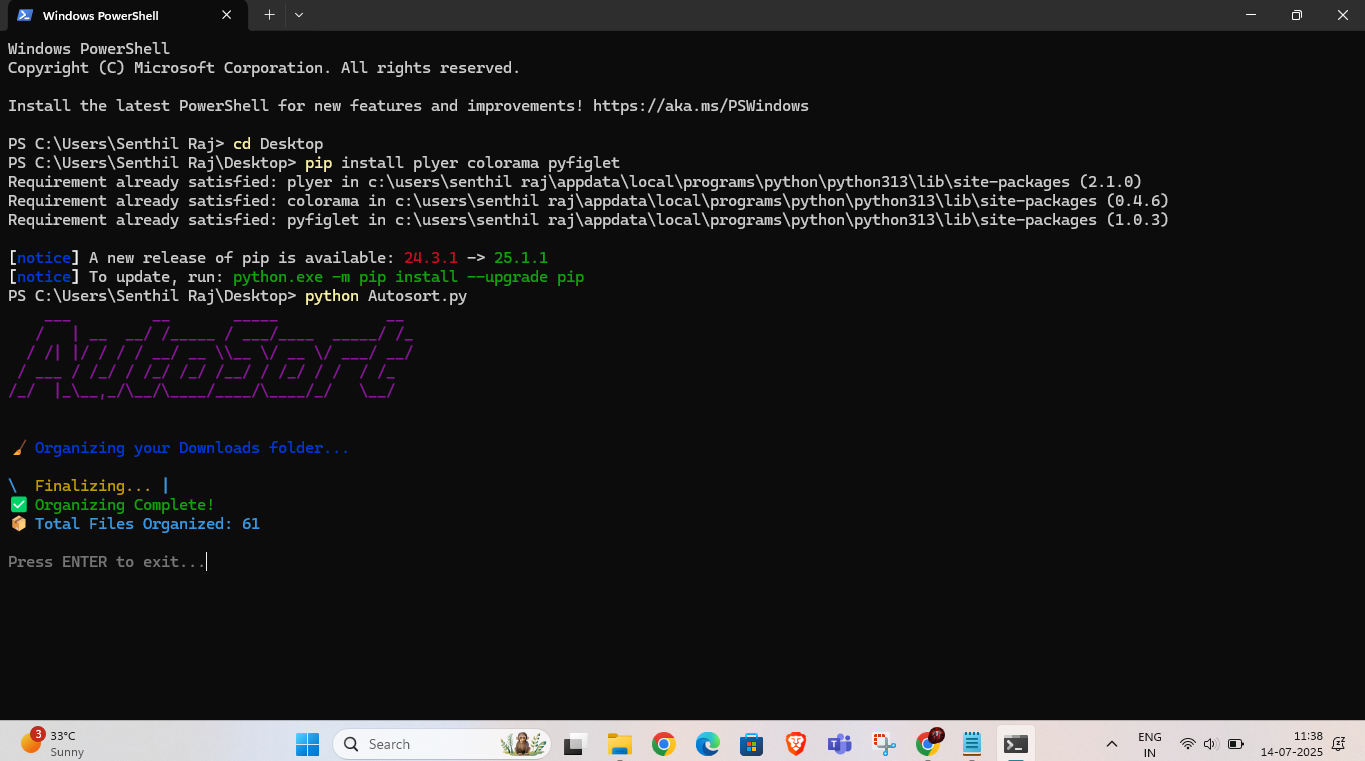 Windows PowerShell
Windows PowerShell
Copyright (C) Microsoft Corporation. All rights reserved.
Install the latest PowerShell for new features and improvements! https://aka.ms/PSWindows
PS C:\Users\Senthil Raj> cd Desktop
PS C:\Users\Senthil Raj\Desktop> pip install plyer colorama pyfiglet
Requirement already satisfied: plyer in c:\users\senthil raj\appdata\local\programs\python\python313\lib\site-packages (2.1.0)
Requirement already satisfied: colorama in c:\users\senthil raj\appdata\local\programs\python\python313\lib\site-packages (0.4.6)
Requirement already satisfied: pyfiglet in c:\users\senthil raj\appdata\local\programs\python\python313\lib\site-packages (1.0.3)
[notice] A new release of pip is available: 24.3.1 -> 25.1.1
[notice] To update, run: python.exe -m pip install --upgrade pip
PS C:\Users\Senthil Raj\Desktop> python Autosort.py
AutoSort
🧹 Organizing your Downloads folder...
\ Finalizing... |
✅ Organizing Complete!
📦 Total Files Organized: 61
Press ENTER to exit...
3
33°C
Sunny
Search
ENG
IN
11:38
14-07-2025